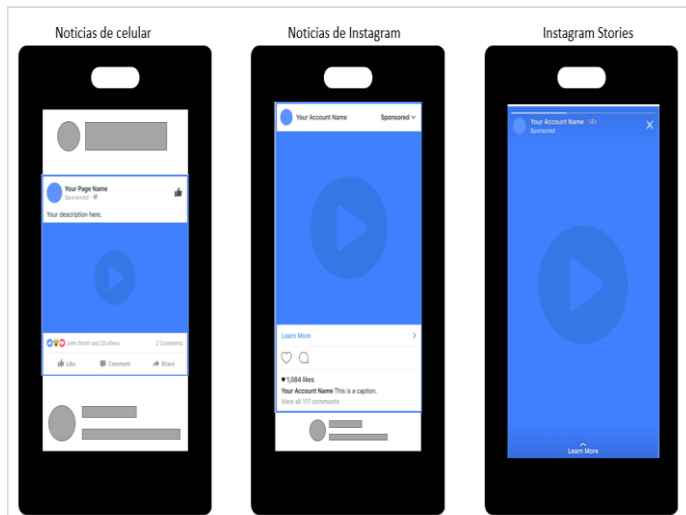 Noticias de celular
Noticias de Instagram
Instagram Stories
Your Page Name
Sponsored ·
Your description here.
John Smith and 23 others
2 Comments
Like
Comment
Share
Your Account Name
Sponsored
Learn More
1,084 likes
Your Account Name This is a caption.
View all 117 comments
Your Account Name 14h
Sponsored
X
Learn More